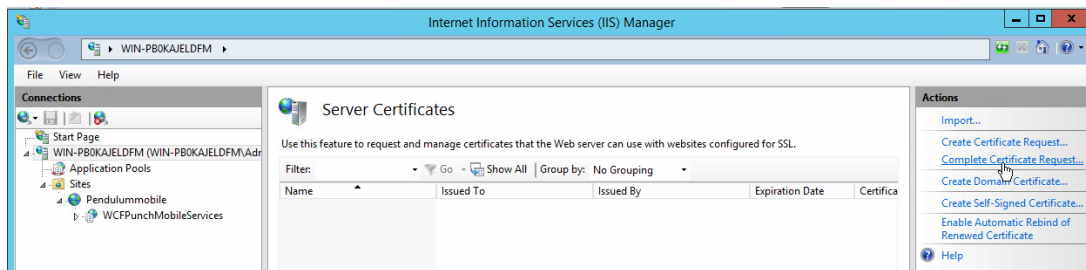 Internet Information Services (IIS) Manager
WIN-PB0KAJELDFM
File View Help
Connections
Start Page
WIN-PB0KAJELDFM (WIN-PB0KAJELDFM\Adr
Application Pools
Sites
Pendulummobile
WCFPunchMobileServices
Server Certificates
Use this feature to request and manage certificates that the Web server can use with websites configured for SSL.
Filter: Go Show All Group by: No Grouping
Name Issued To Issued By Expiration Date Certifica
Actions
Import...
Create Certificate Request...
Complete Certificate Request...
Create Domain Certificate...
Create Self-Signed Certificate...
Enable Automatic Rebind of
Renewed Certificate
Help